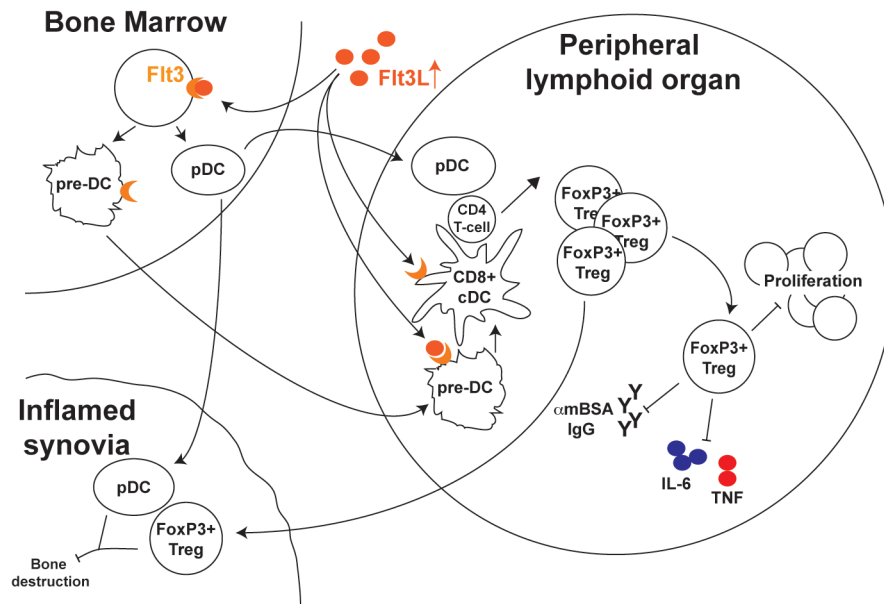 Bone Marrow
Flt3
pre-DC
pDC
Flt3L
Peripheral
lymphoid organ
pDC
CD4
T-cell
CD8+
cDC
pre-DC
FoxP3+
Treg
FoxP3+
Treg
FoxP3+
Treg
Proliferation
FoxP3+
Treg
αmBSA
IgG
Y Y
Y Y
Y
IL-6
TNF
Inflamed
synovia
pDC
FoxP3+
Treg
Bone
destruction